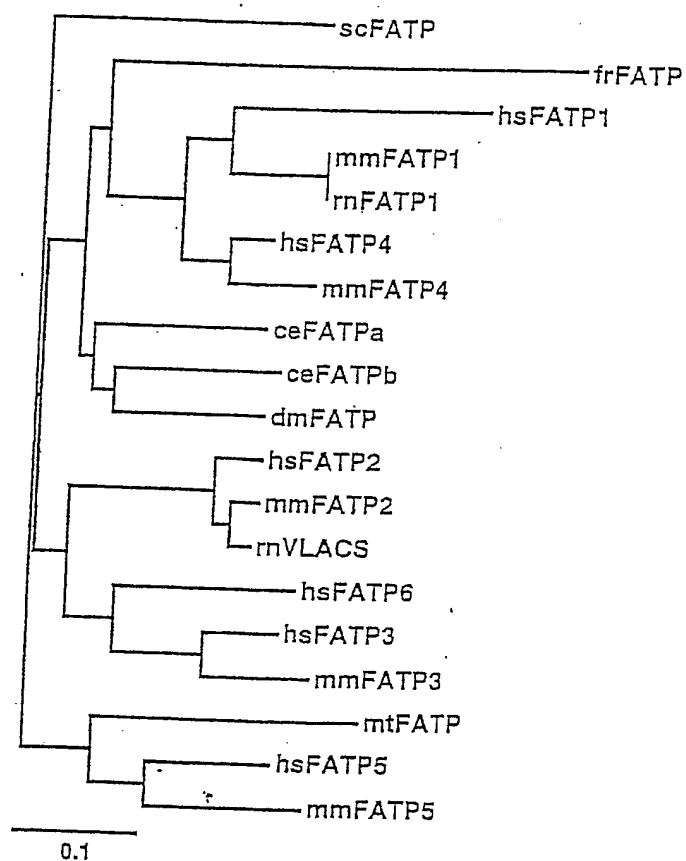 scFATP
frFATP
hsFATP1
mmFATP1
rnFATP1
hsFATP4
mmFATP4
ceFATPa
ceFATPb
dmFATP
hsFATP2
mmFATP2
rnVLACS
hsFATP6
hsFATP3
mmFATP3
mtFATP
hsFATP5
mmFATP5
0.1